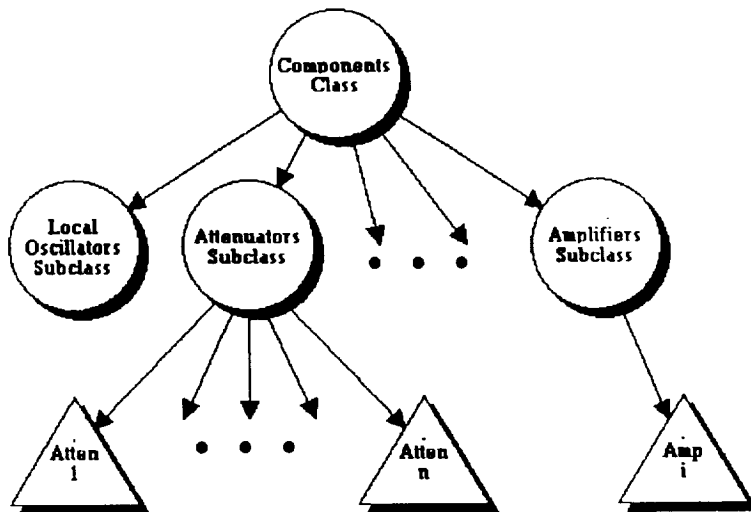 Components
Class
Local
Oscillators
Subclass
Attenuators
Subclass
Amplifiers
Subclass
Atten
1
Atten
n
Amp
i